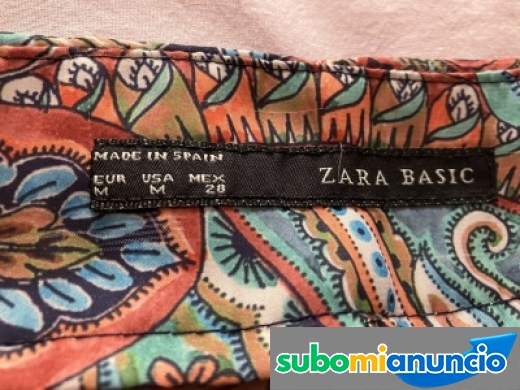 MADE IN SPAIN
EUR USA MEX
M M 28
ZARA BASIC
subomianuncio